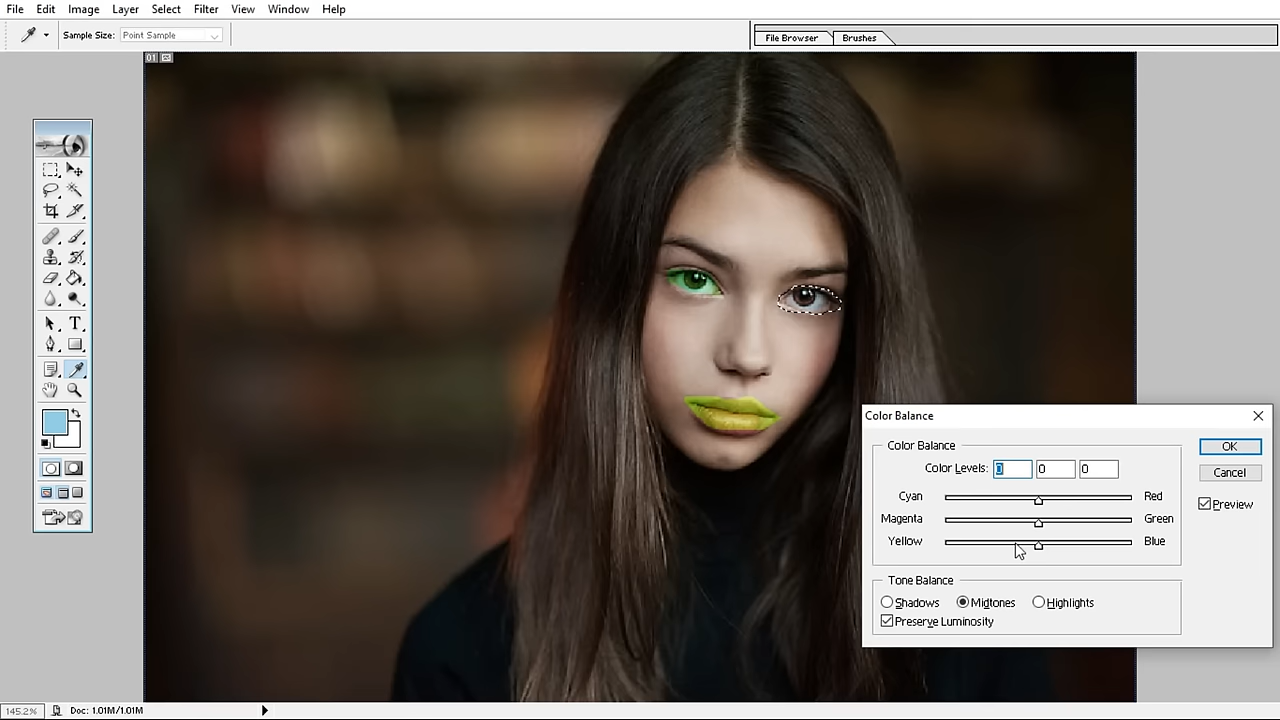 File Edit Image Layer Select Filter View Window Help
Sample Size: Point Sample
File Browser Brushes
01
T
Color Balance
Color Balance
OK
Color Levels: 0 0 0
Cancel
Cyan Red
Preview
Magenta Green
Yellow Blue
Tone Balance
Shadows Midtones Highlights
Preserve Luminosity
145.2% Doc: 1.01M/1.01M